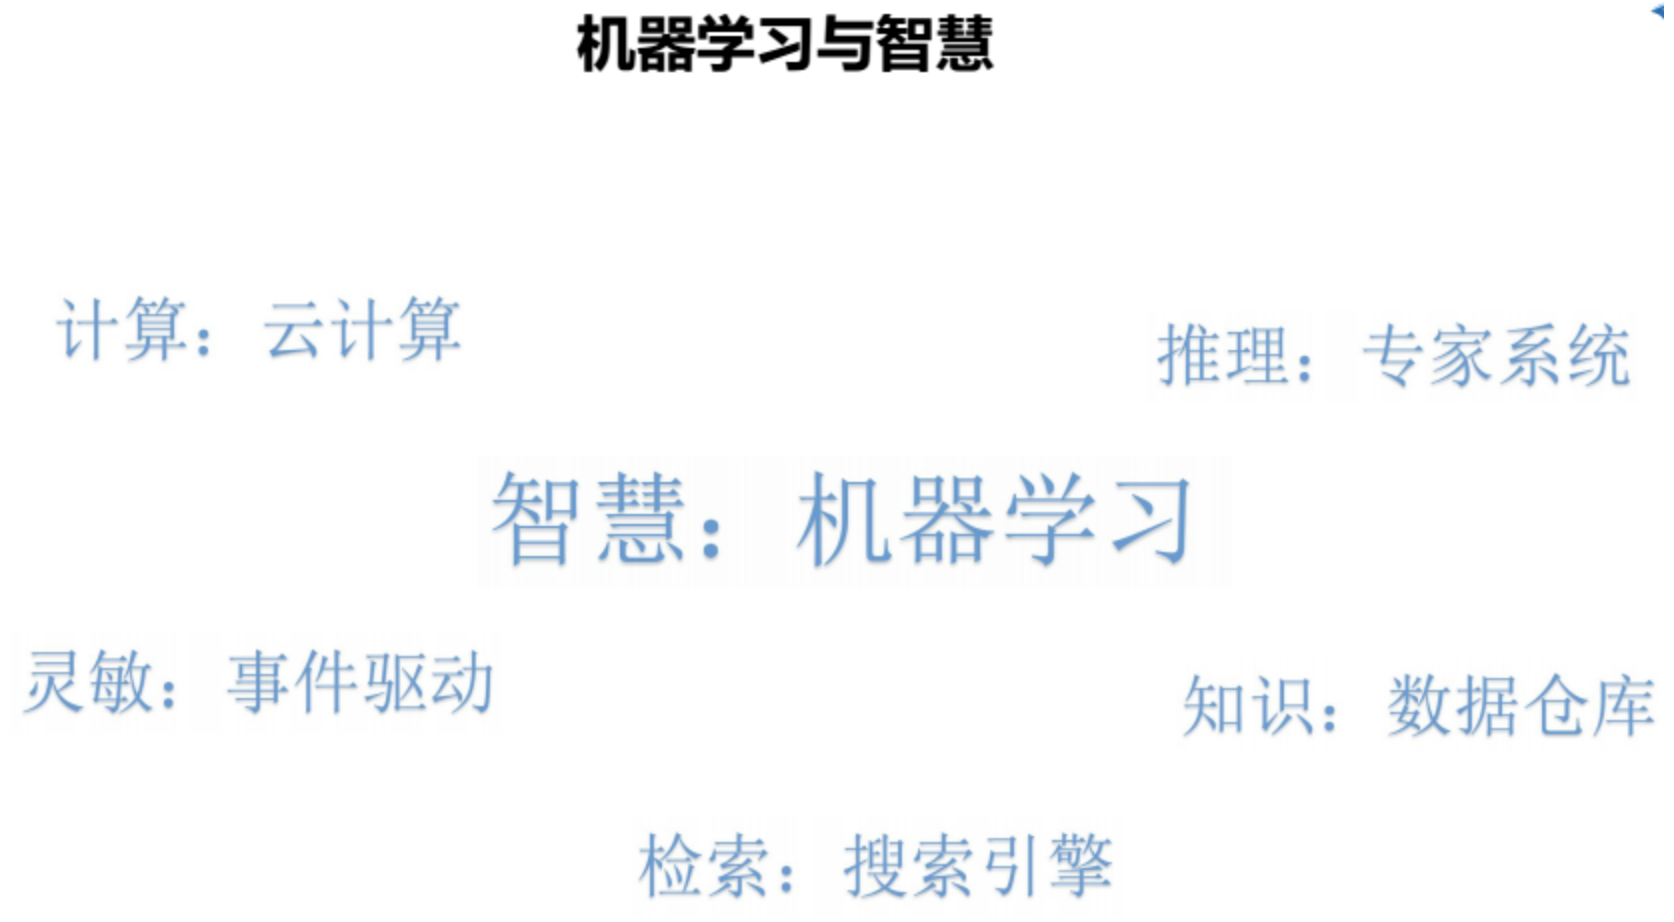 机器学习与智慧
计算：云计算
推理：专家系统
智慧：机器学习
灵敏：事件驱动
知识：数据仓库
检索：搜索引擎